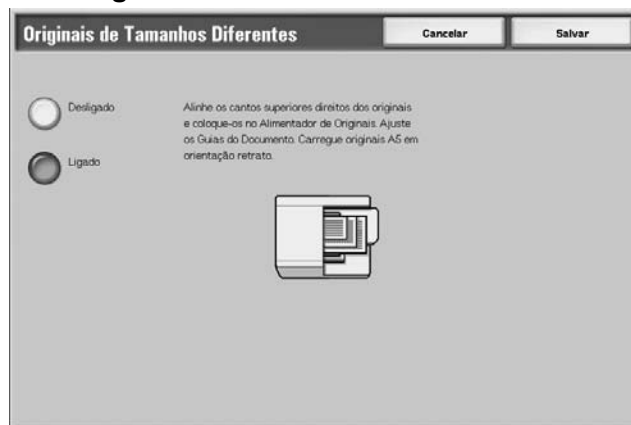 Originais de Tamanhos Diferentes Cancelar Salvar
Desligado
Ligado
Alinhe os cantos superiores direitos dos originais
e coloque-os no Alimentador de Originais. Ajuste
os Guias do Documento. Carregue originais A5 em
orientação retrato.